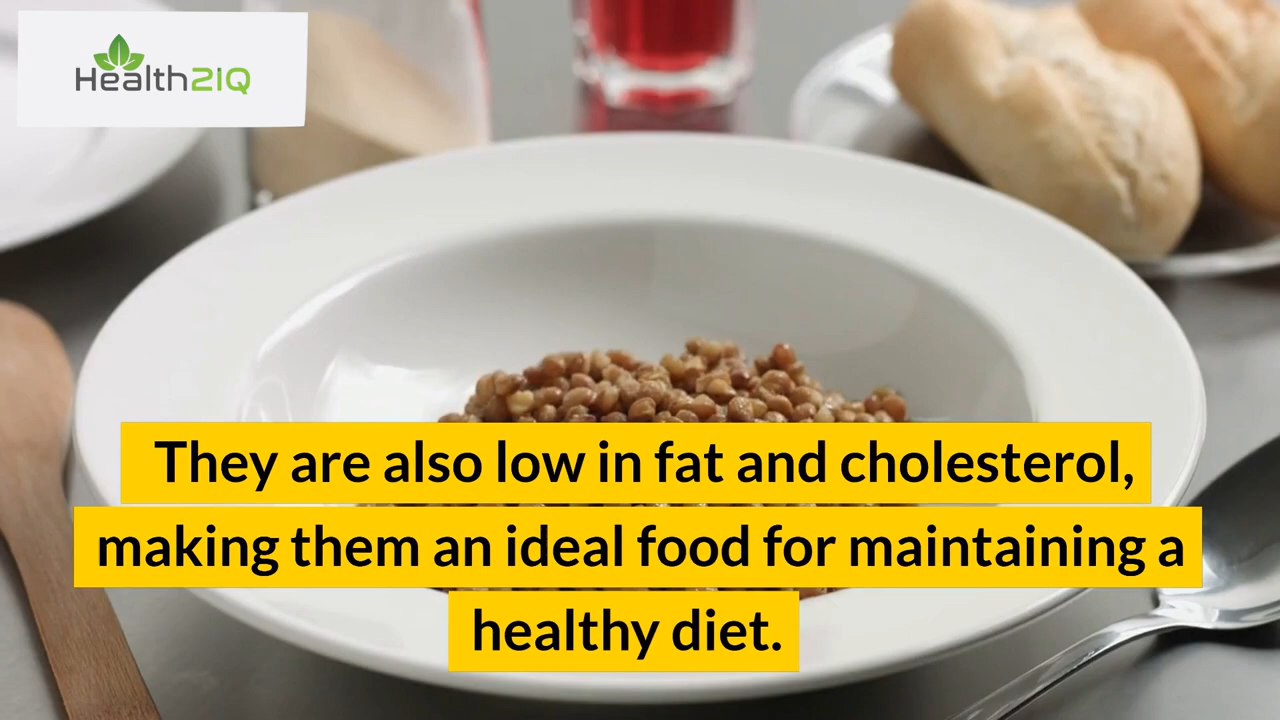 Health2IQ
They are also low in fat and cholesterol,
making them an ideal food for maintaining a
healthy diet.